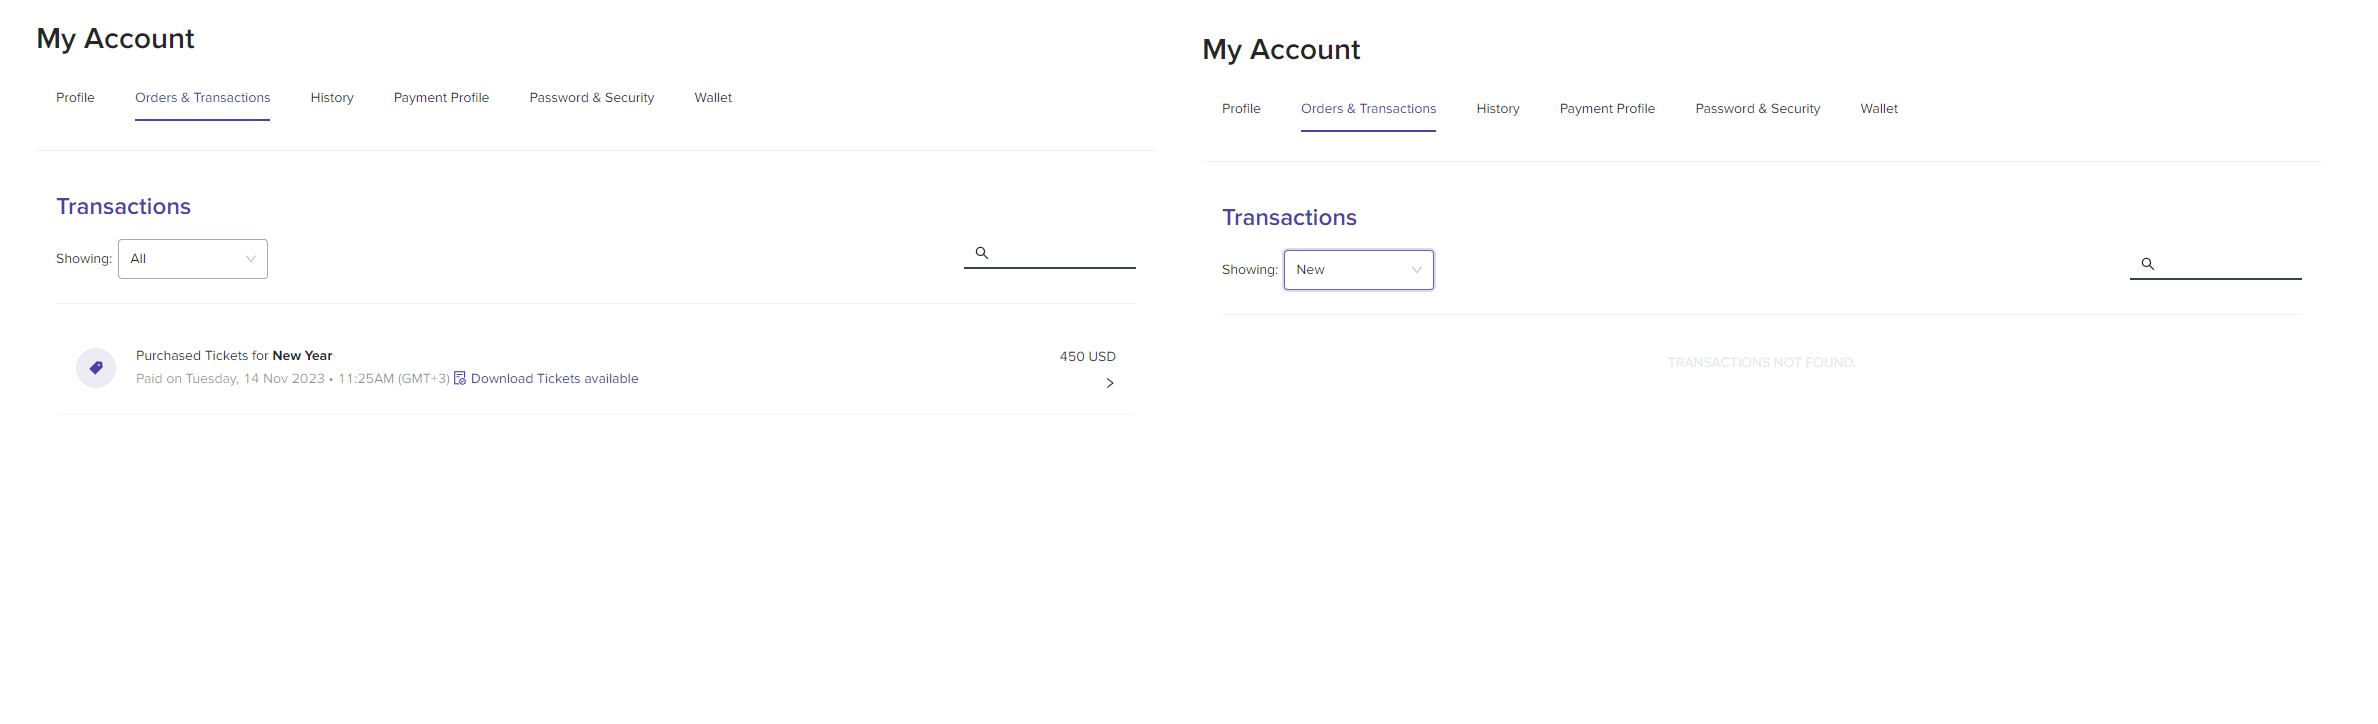 My Account
Profile Orders & Transactions History Payment Profile Password & Security Wallet
Transactions
Showing: All
Purchased Tickets for New Year 450 USD
Paid on Tuesday, 14 Nov 2023 • 11:25AM (GMT+3) Download Tickets available
My Account
Profile Orders & Transactions History Payment Profile Password & Security Wallet
Transactions
Showing: New
TRANSACTIONS NOT FOUND.